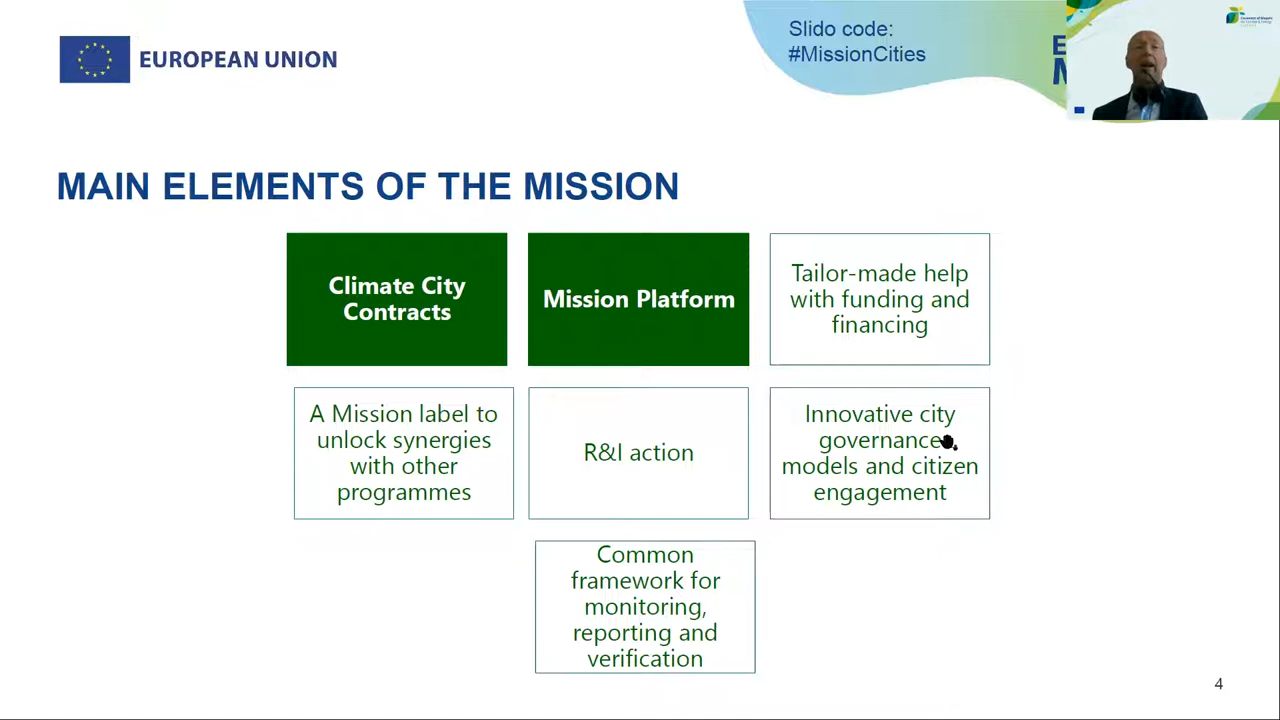 EUROPEAN UNION
Slido code:
#MissionCities
E
M
MAIN ELEMENTS OF THE MISSION
Climate City
Contracts
Mission Platform
Tailor-made help
with funding and
financing
A Mission label to
unlock synergies
with other
programmes
R&I action
Innovative city
governance
models and citizen
engagement
Common
framework for
monitoring,
reporting and
verification
4